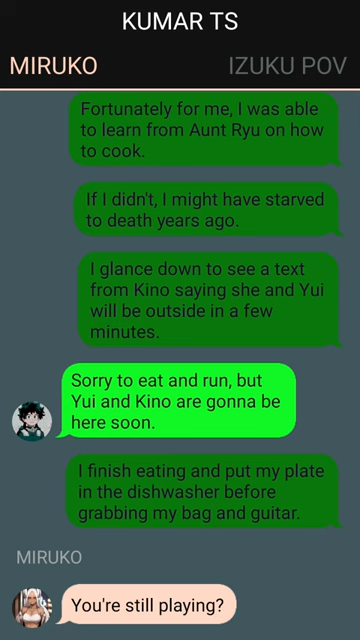 KUMAR TS
MIRUKO
IZUKU POV
Fortunately for me, I was able
to learn from Aunt Ryu on how
to cook.
If I didn't, I might have starved
to death years ago.
I glance down to see a text
from Kino saying she and Yui
will be outside in a few
minutes.
Sorry to eat and run, but
Yui and Kino are gonna be
here soon.
I finish eating and put my plate
in the dishwasher before
grabbing my bag and guitar.
MIRUKO
You're still playing?